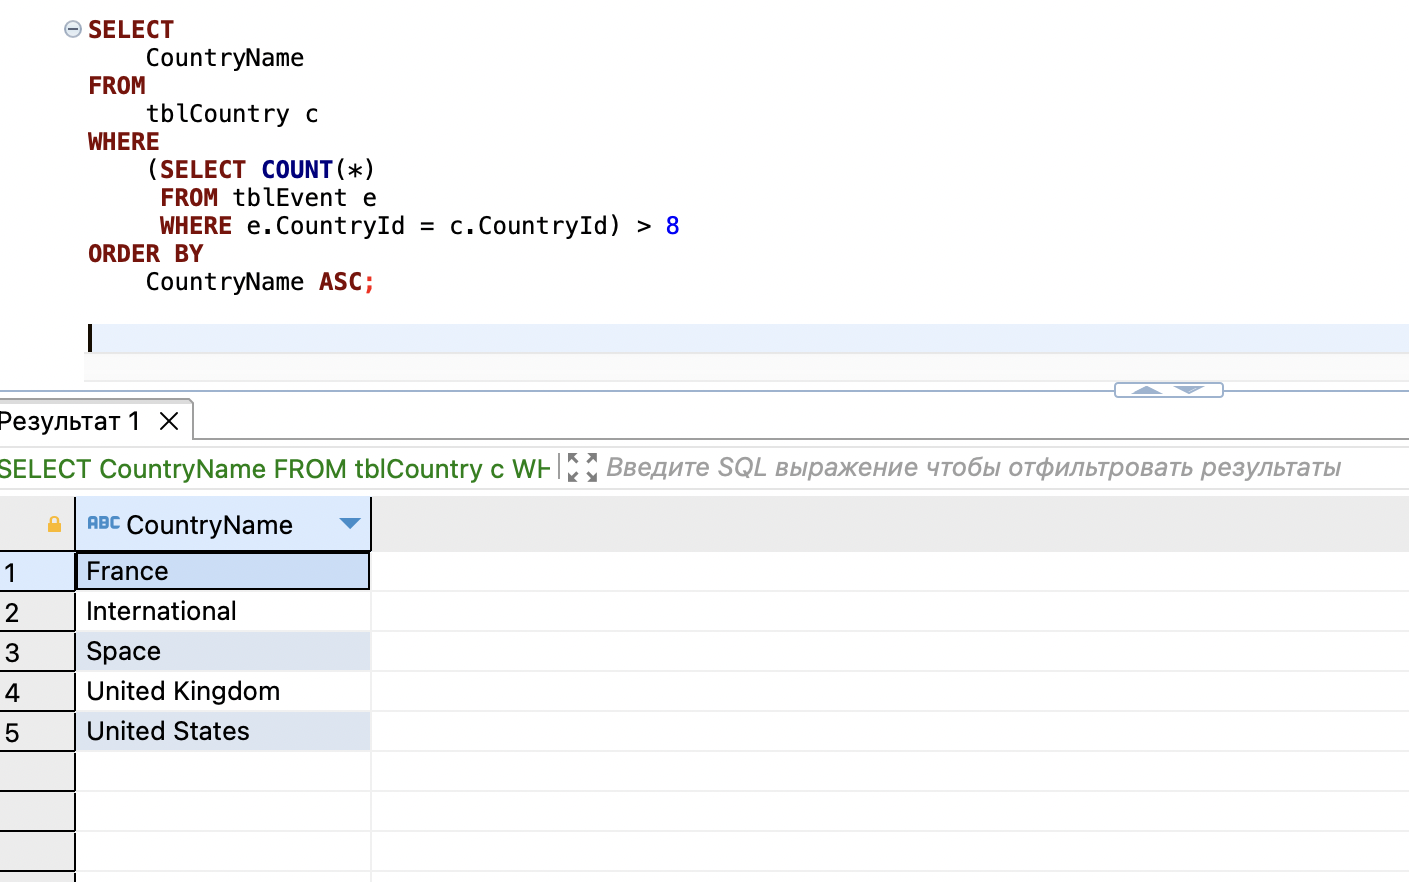 SELECT
CountryName
FROM
tblCountry c
WHERE
(SELECT COUNT(*)
FROM tblEvent e
WHERE e.CountryId = c.CountryId) > 8
ORDER BY
CountryName ASC;
Результат 1
SELECT CountryName FROM tblCountry c WH
Введите SQL выражение чтобы отфильтровать результаты
ABC CountryName
1 France
2 International
3 Space
4 United Kingdom
5 United States